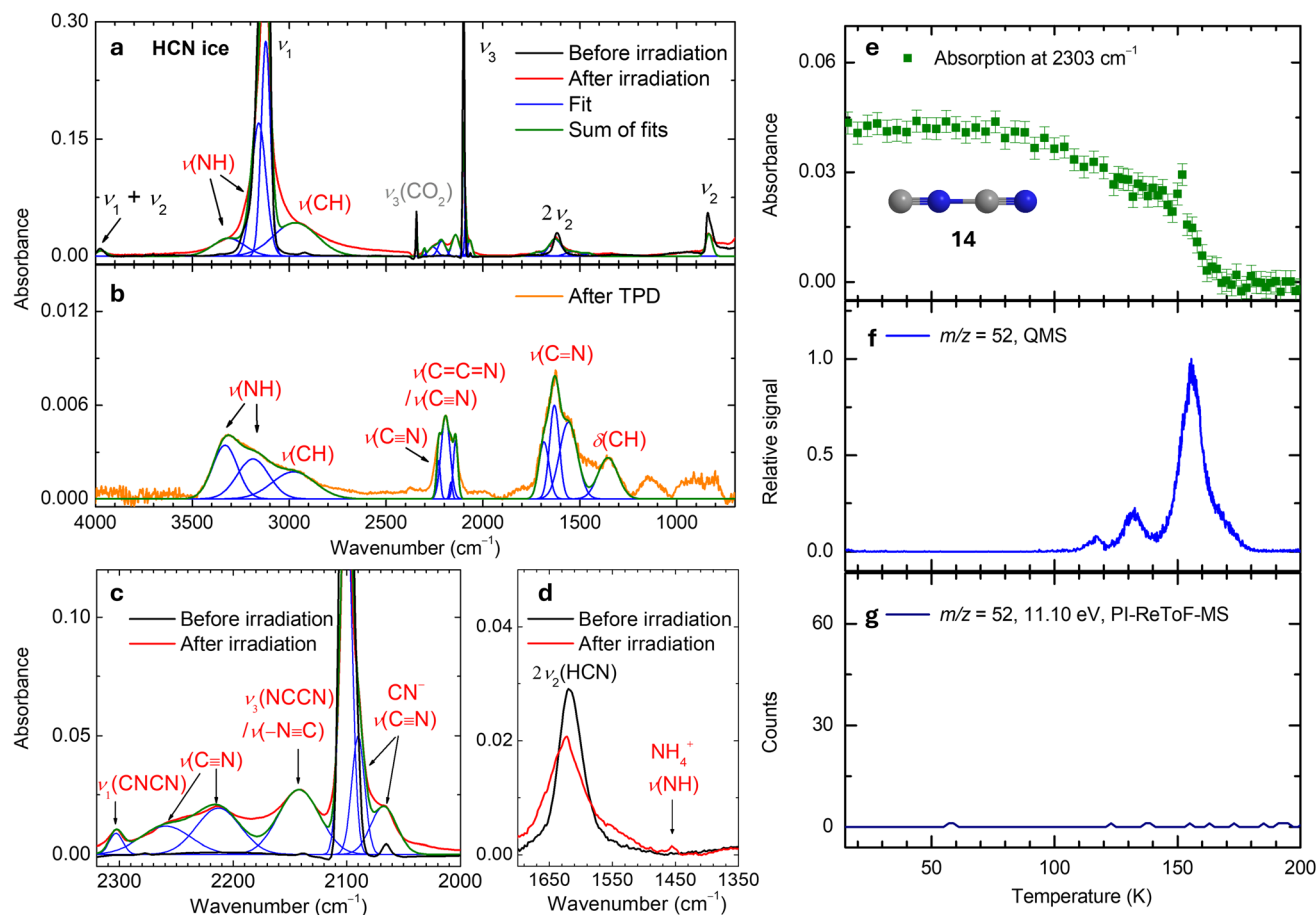 a HCN ice
ν1
ν3
Before irradiation
After irradiation
Fit
Sum of fits
ν(NH)
ν(CH)
ν3(CO2)
ν1 + ν2
2ν2
ν2
0.30
0.15
0.00
Absorbance
b
After TPD
ν(NH)
ν(CH)
ν(C≡N)
ν(C=C=N)
/ν(C≡N)
ν(C=N)
δ(CH)
0.012
0.006
0.000
4000 3500 3000 2500 2000 1500 1000
Wavenumber (cm−1)
c
Before irradiation
After irradiation
ν1(CNCN)
ν(C≡N)
ν3(NCCN)
/ν(−N≡C)
CN−
ν(C≡N)
0.10
0.05
0.00
Absorbance
2300 2200 2100 2000
Wavenumber (cm−1)
d
Before irradiation
After irradiation
2ν2(HCN)
NH4+
ν(NH)
0.04
0.02
0.00
1650 1550 1450 1350
Wavenumber (cm−1)
e
Absorption at 2303 cm−1
14
0.06
0.03
0.00
Absorbance
f
m/z = 52, QMS
1.0
0.5
0.0
Relative signal
g
m/z = 52, 11.10 eV, PI-ReToF-MS
60
30
0
Counts
50 100 150 200
Temperature (K)